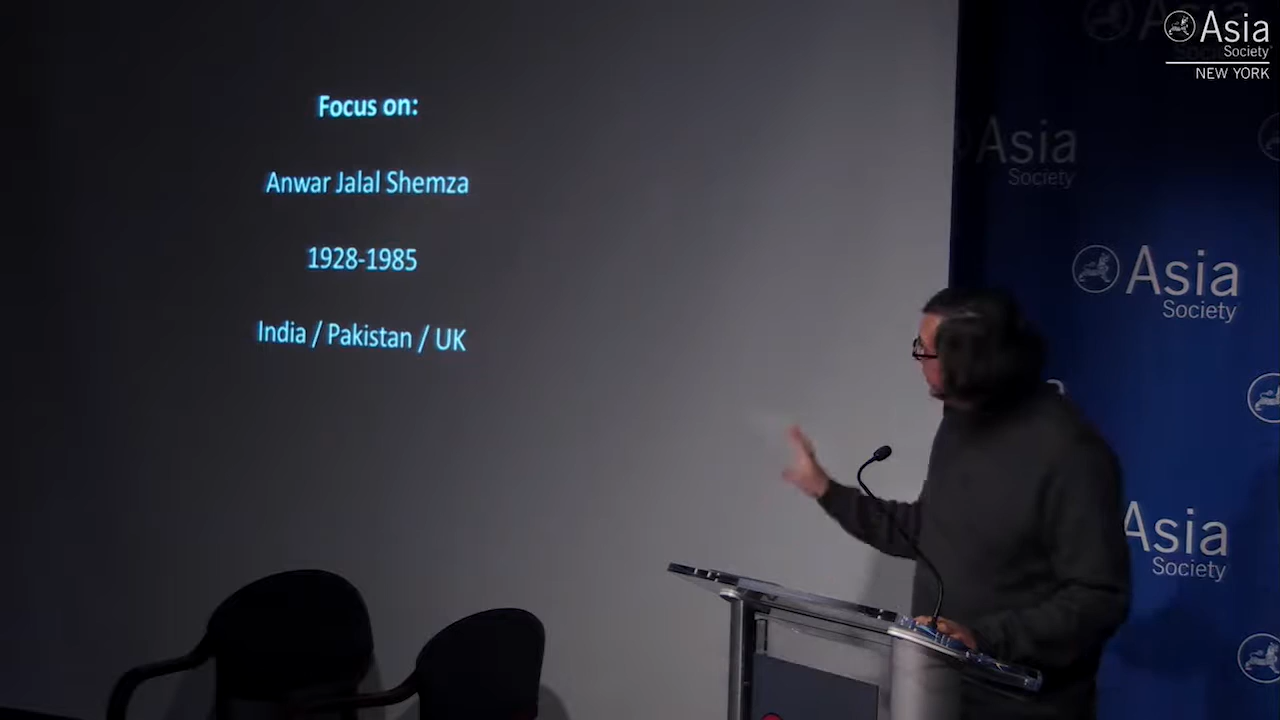 Focus on:
Anwar Jalal Shemza
1928-1985
India / Pakistan / UK
Asia
Society
NEW YORK
Asia
Society
Asia
Society
Asia
Society